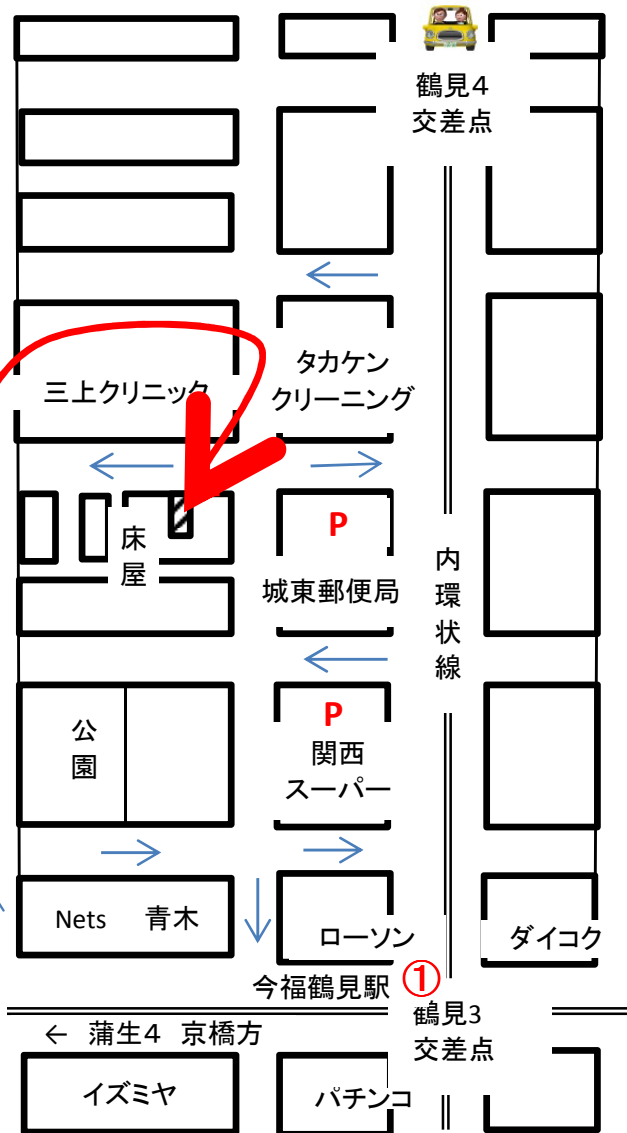 鶴見4
交差点
タカケン
クリーニング
三上クリニック
P
床屋
城東郵便局
内環状線
P
公園
関西
スーパー
Nets 青木
ローソン
ダイコク
今福鶴見駅
①
鶴見3
交差点
← 蒲生4 京橋方
イズミヤ
パチンコ